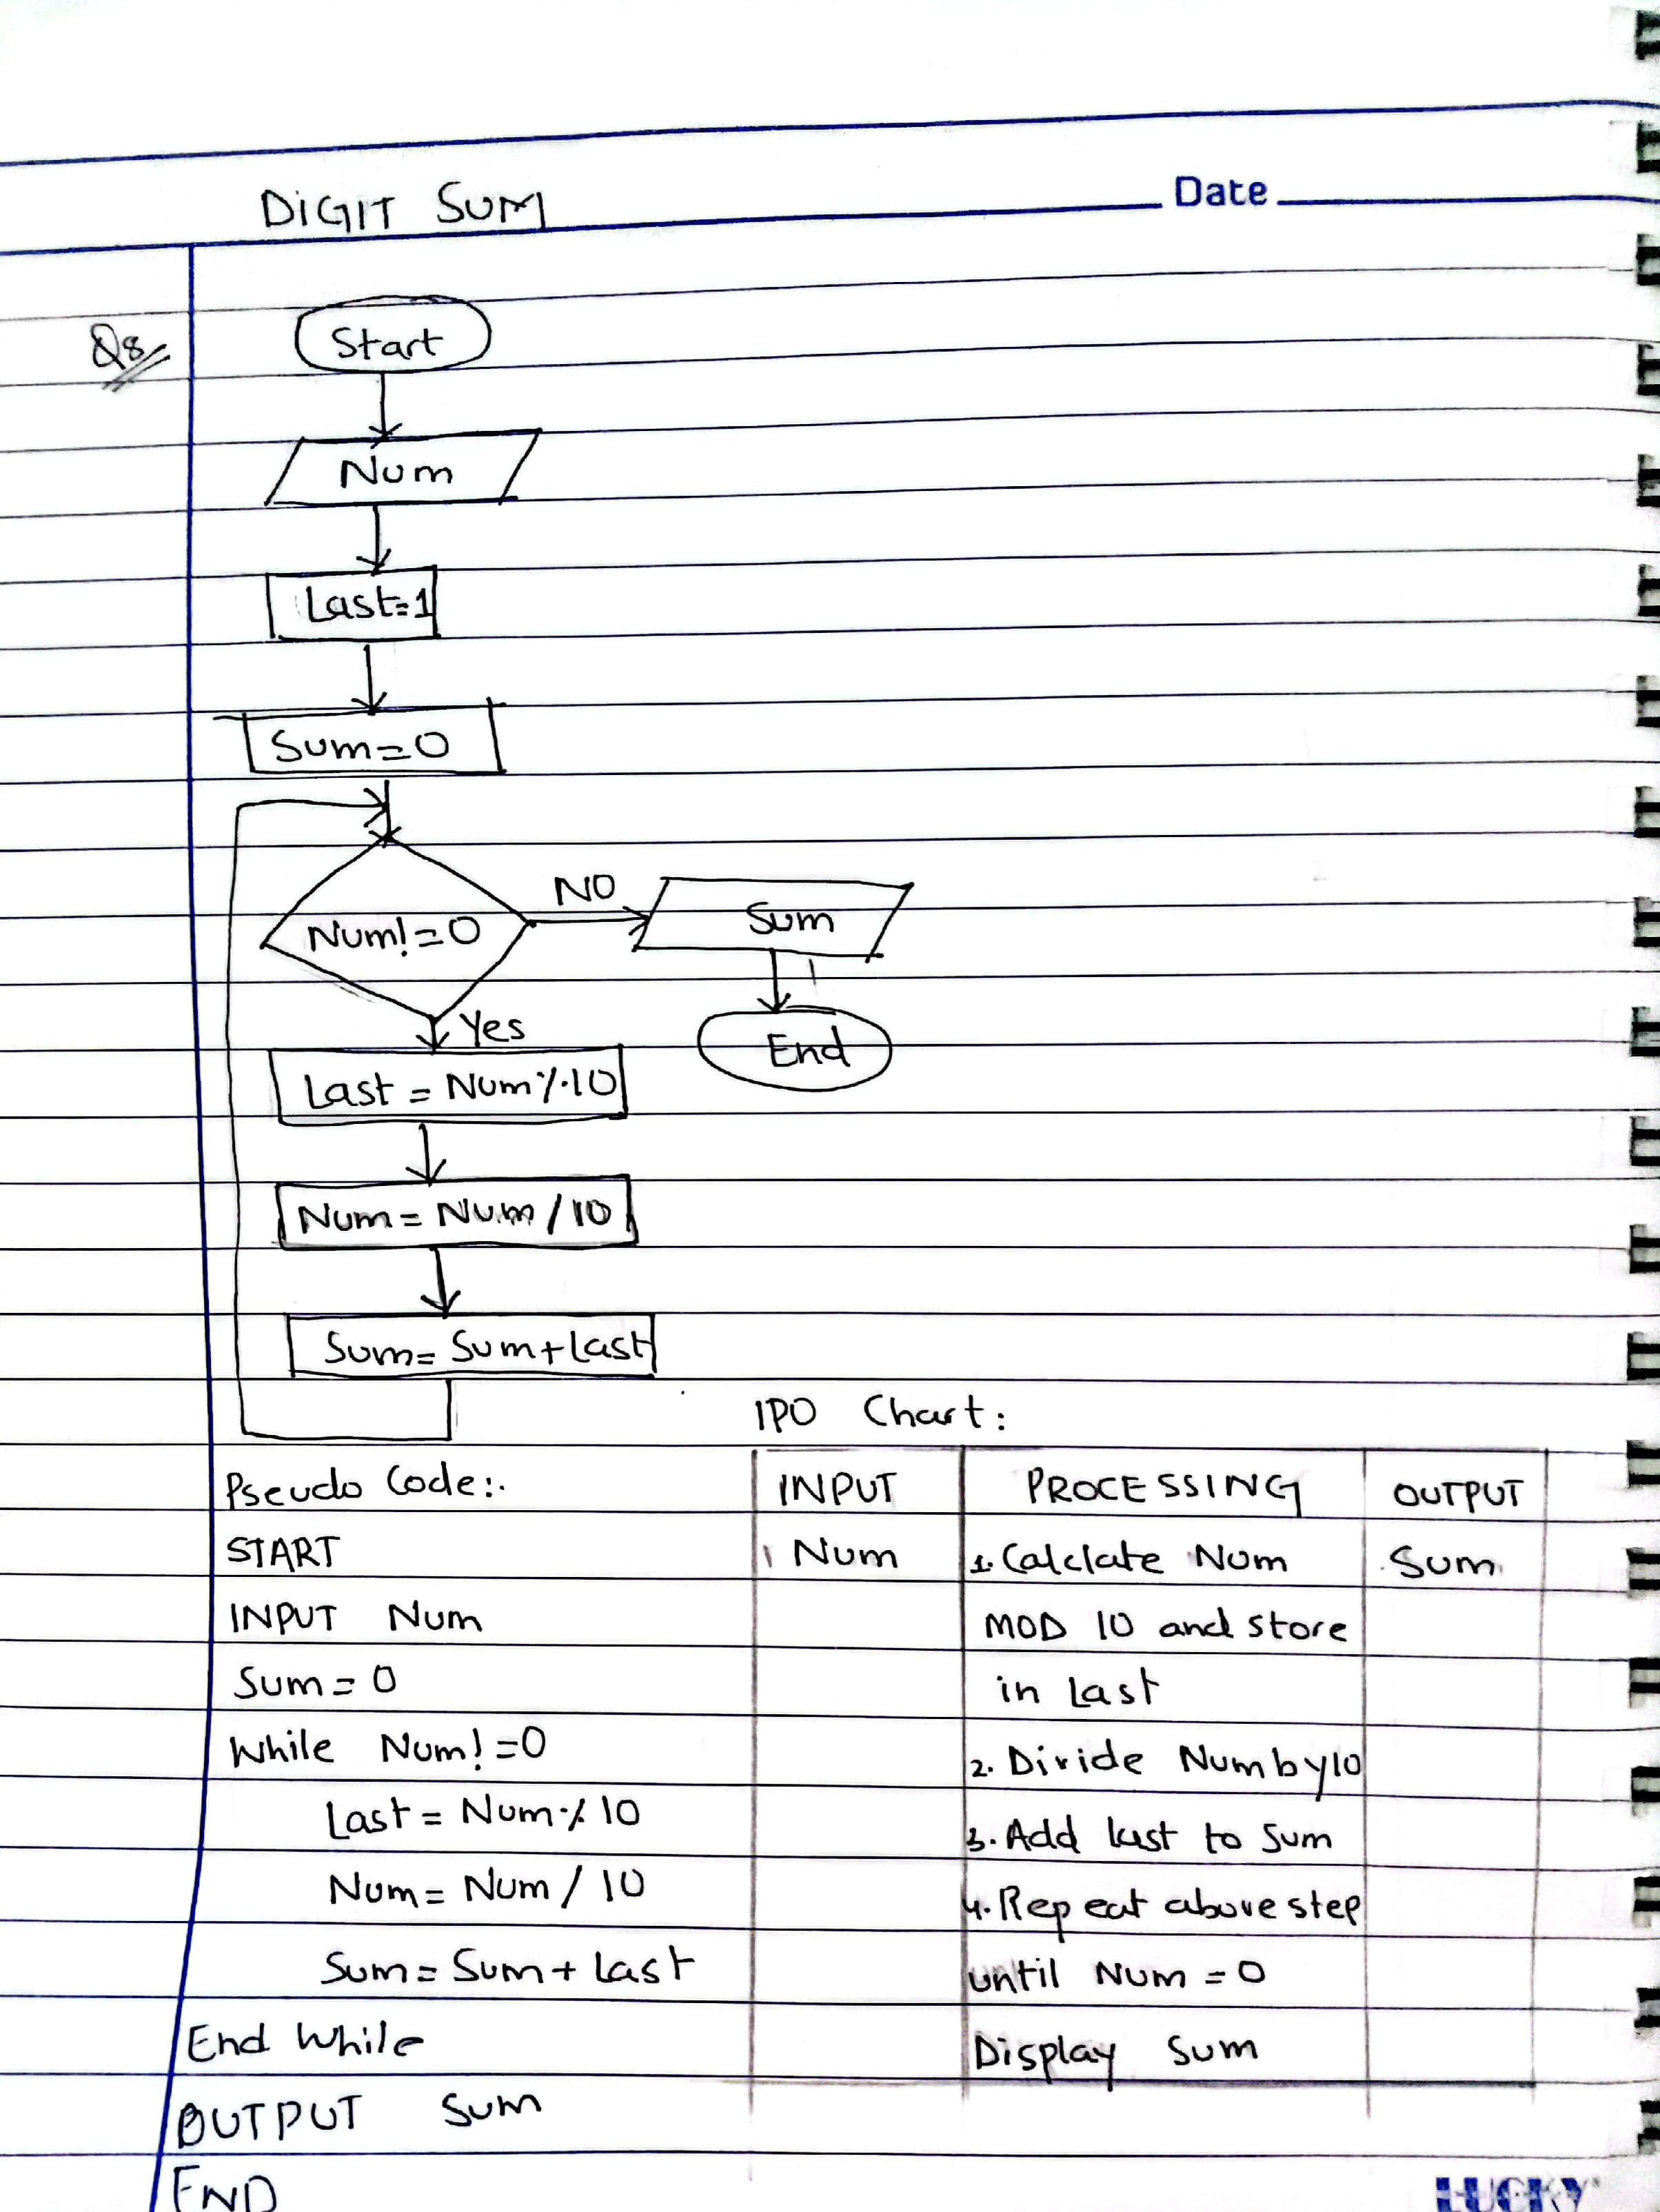 DIGIT SUM
Date
Q8
Start
Num
Last=1
Sum=0
Num!=0
NO
Sum
End
Yes
Last = Num%10
Num = Num / 10
Sum = Sum + Last
Pseudo Code:
START
INPUT Num
Sum = 0
While Num! =0
Last = Num % 10
Num = Num / 10
Sum = Sum + Last
End While
OUTPUT Sum
END
IPO Chart:
INPUT PROCESSING OUTPUT
Num 1. Calclate Num Sum
MOD 10 and store
in Last
2. Divide Num by 10
3. Add last to Sum
4. Repeat above step
until Num = 0
Display Sum
LUCKY